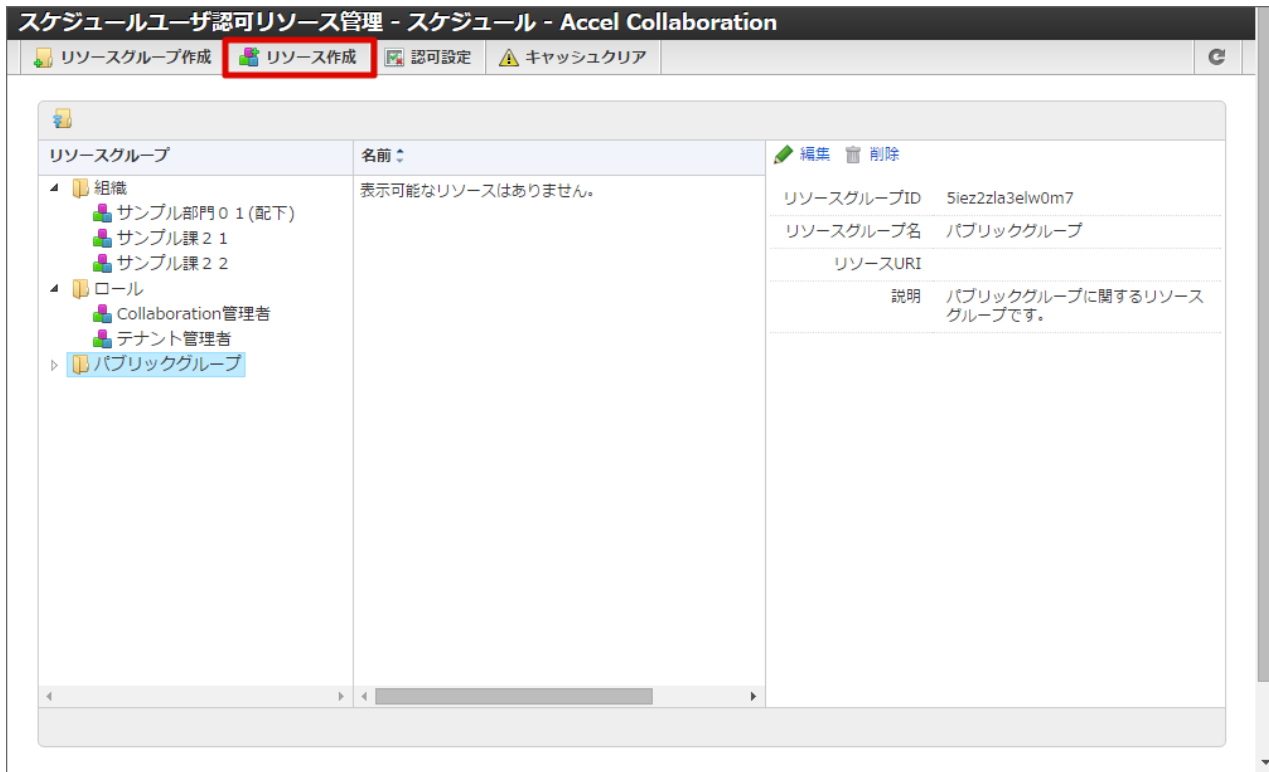 スケジュールユーザ認可リソース管理 - スケジュール - Accel Collaboration
リソースグループ作成 リソース作成 認可設定 キャッシュクリア
リソースグループ 名前
組織
サンプル部門０１(配下)
サンプル課２１
サンプル課２２
ロール
Collaboration管理者
テナント管理者
パブリックグループ
表示可能なリソースはありません。
編集 削除
リソースグループID 5iez2zla3elw0m7
リソースグループ名 パブリックグループ
リソースURI
説明 パブリックグループに関するリソース
グループです。